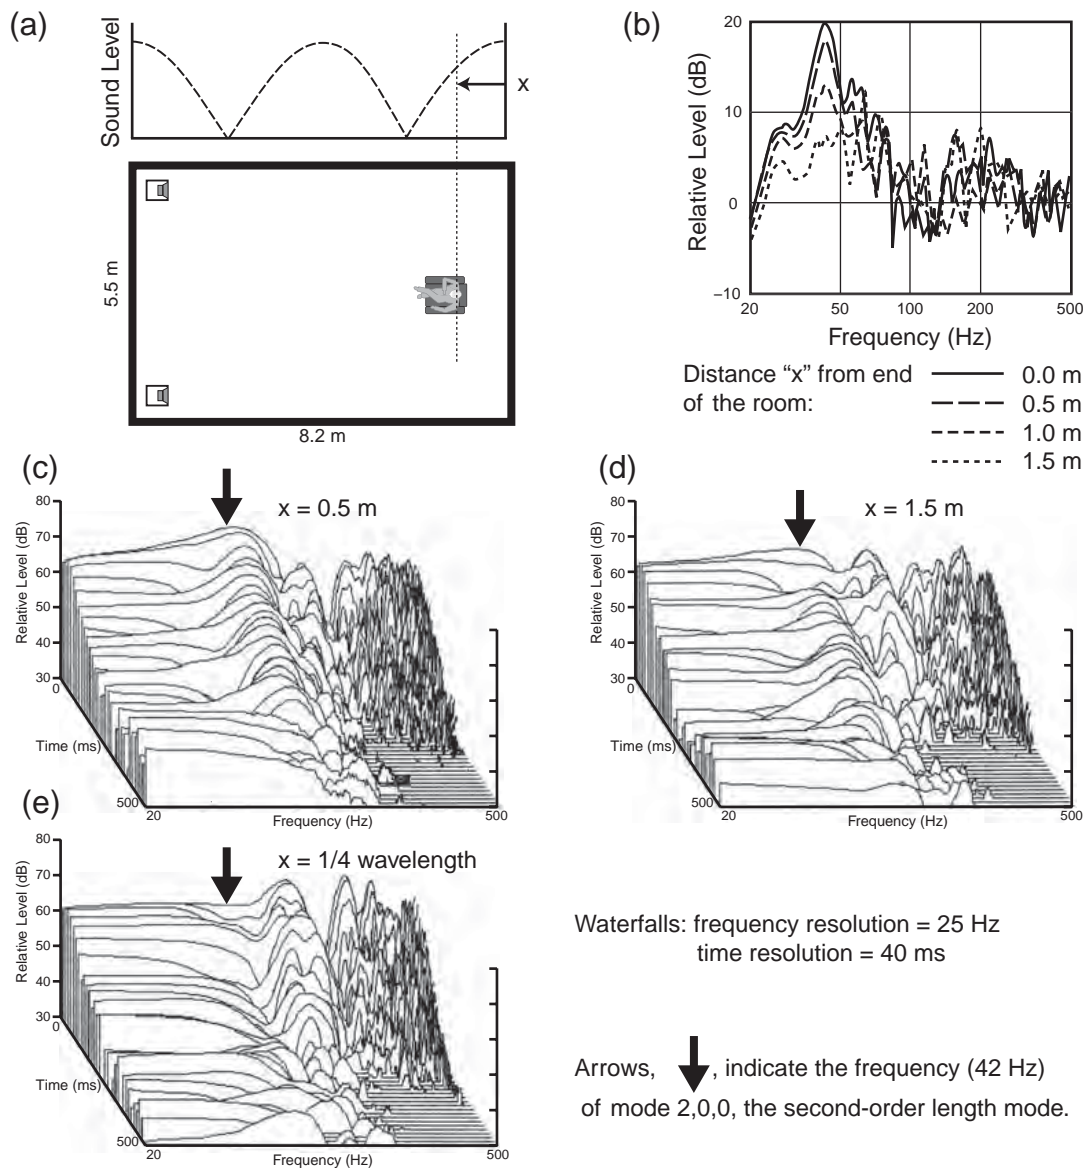 (a)
Sound Level
x
5.5 m
8.2 m
(b)
Relative Level (dB)
20
10
0
−10
20
50
100
200
500
Frequency (Hz)
Distance “x” from end
of the room:
0.0 m
0.5 m
1.0 m
1.5 m
(c)
x = 0.5 m
Relative Level (dB)
80
70
60
50
40
30
0
Time (ms)
500
20
Frequency (Hz)
500
(d)
x = 1.5 m
Relative Level (dB)
80
70
60
50
40
30
0
Time (ms)
500
20
Frequency (Hz)
500
(e)
x = 1/4 wavelength
Relative Level (dB)
80
70
60
50
40
30
0
Time (ms)
500
20
Frequency (Hz)
500
Waterfalls: frequency resolution = 25 Hz
time resolution = 40 ms
Arrows, , indicate the frequency (42 Hz)
of mode 2,0,0, the second-order length mode.